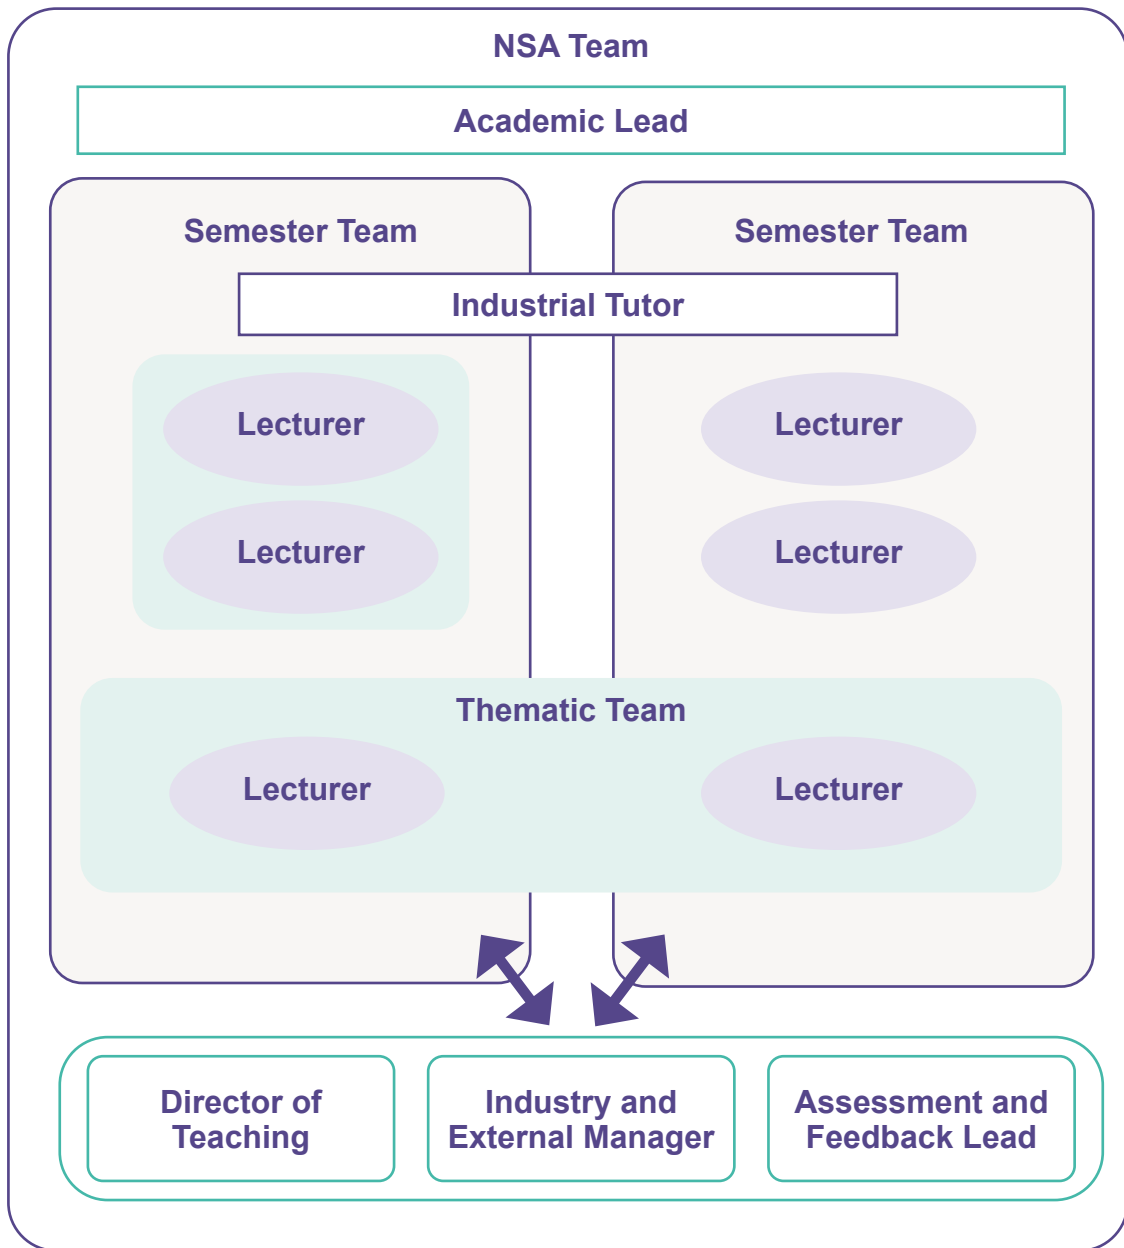 NSA Team
Academic Lead
Semester Team
Semester Team
Industrial Tutor
Lecturer
Lecturer
Lecturer
Lecturer
Thematic Team
Lecturer
Lecturer
Director of
Teaching
Industry and
External Manager
Assessment and
Feedback Lead